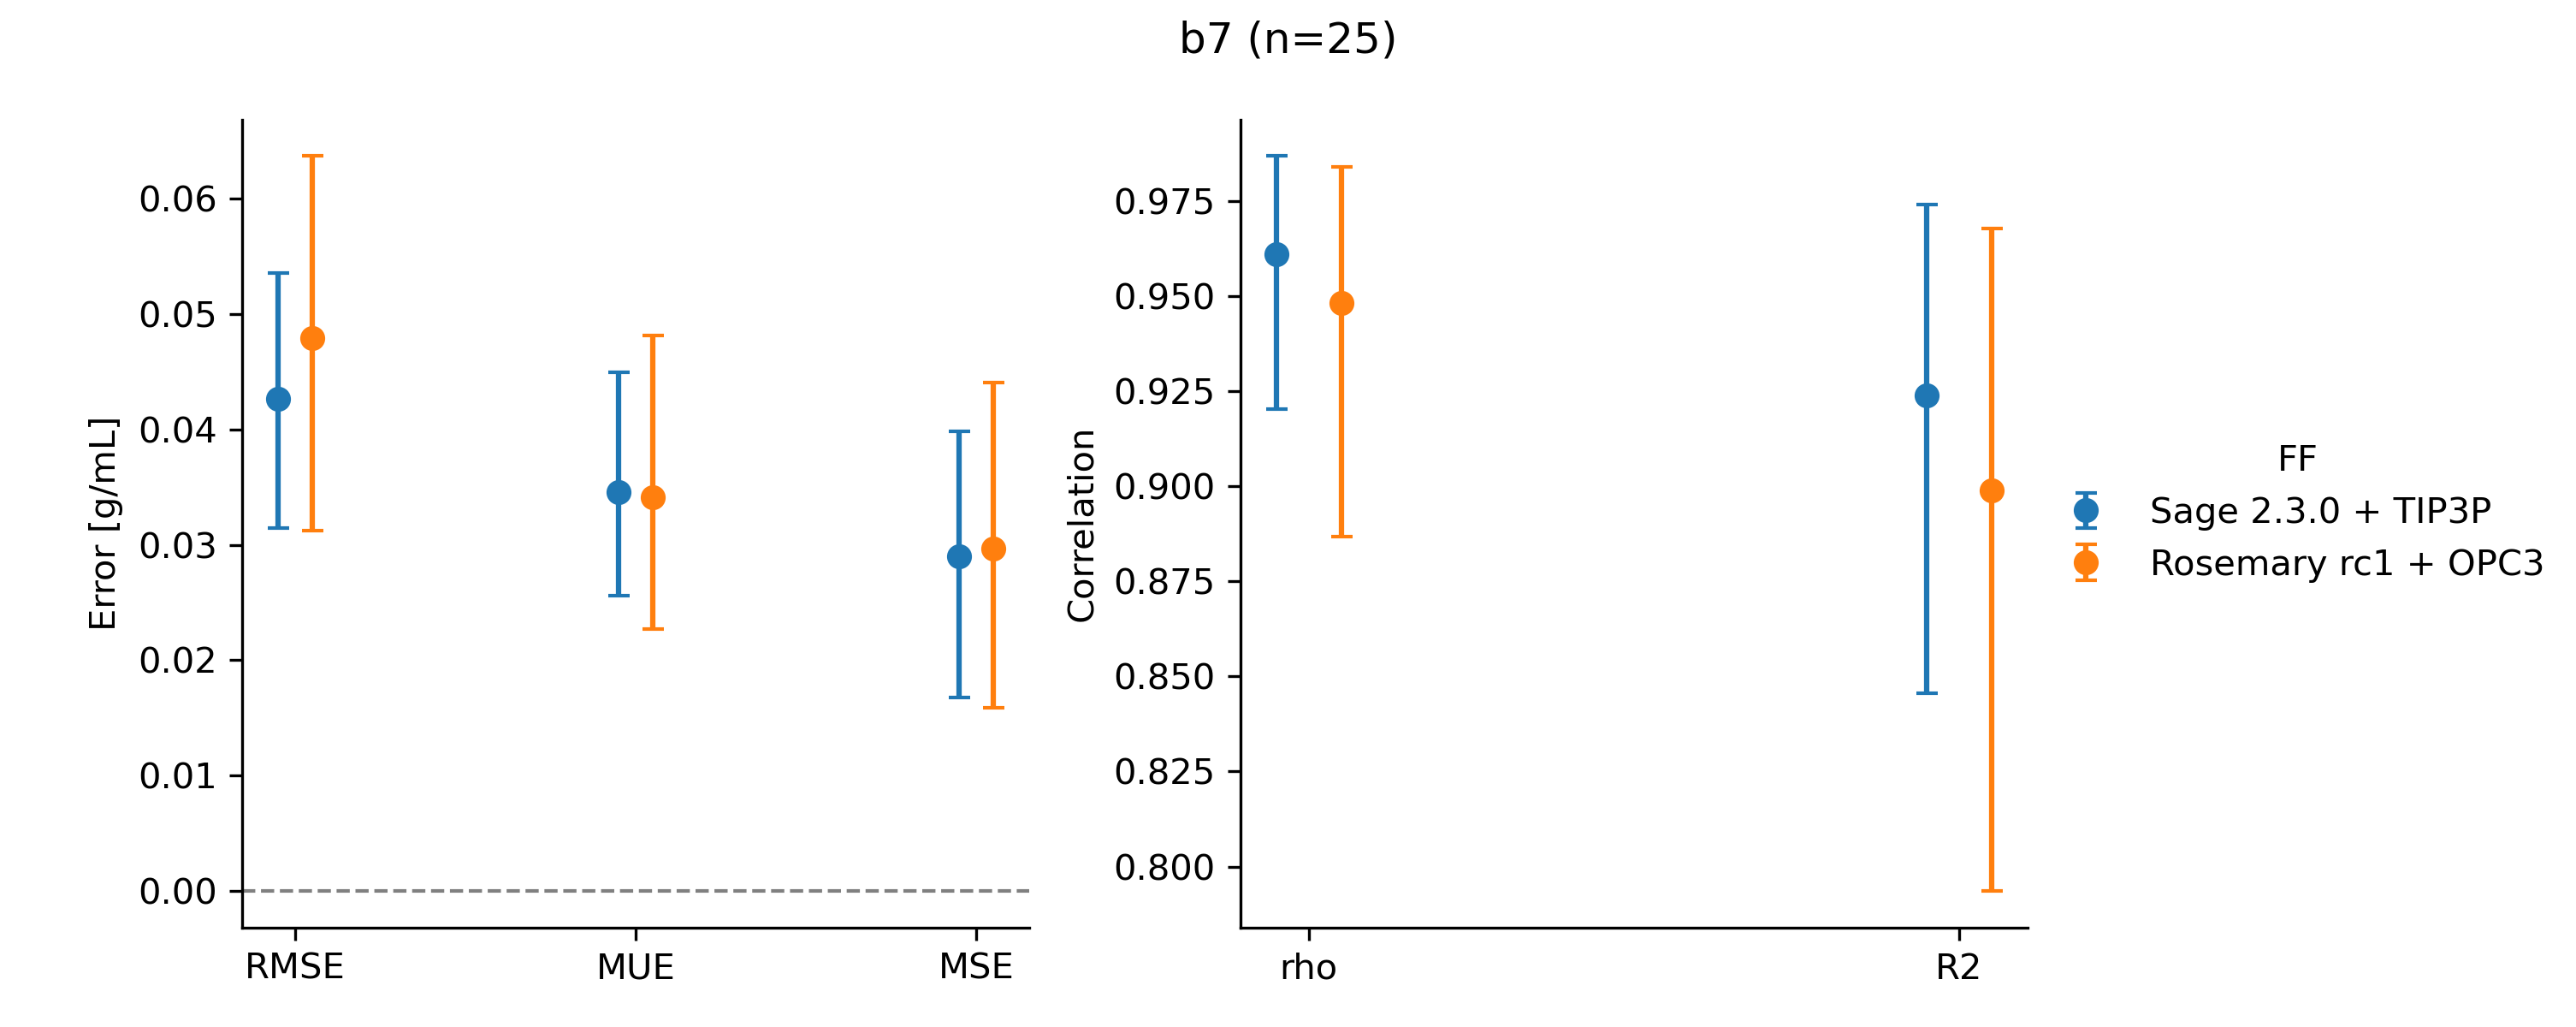 b7 (n=25)
Error [g/mL]
0.06
0.05
0.04
0.03
0.02
0.01
0.00
RMSE
MUE
MSE
Correlation
0.975
0.950
0.925
0.900
0.875
0.850
0.825
0.800
rho
R2
FF
Sage 2.3.0 + TIP3P
Rosemary rc1 + OPC3